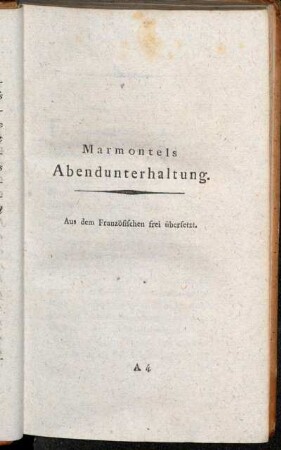 Marmontels
Abendunterhaltung.
Aus dem Französischen frei übersetzt.
A 4